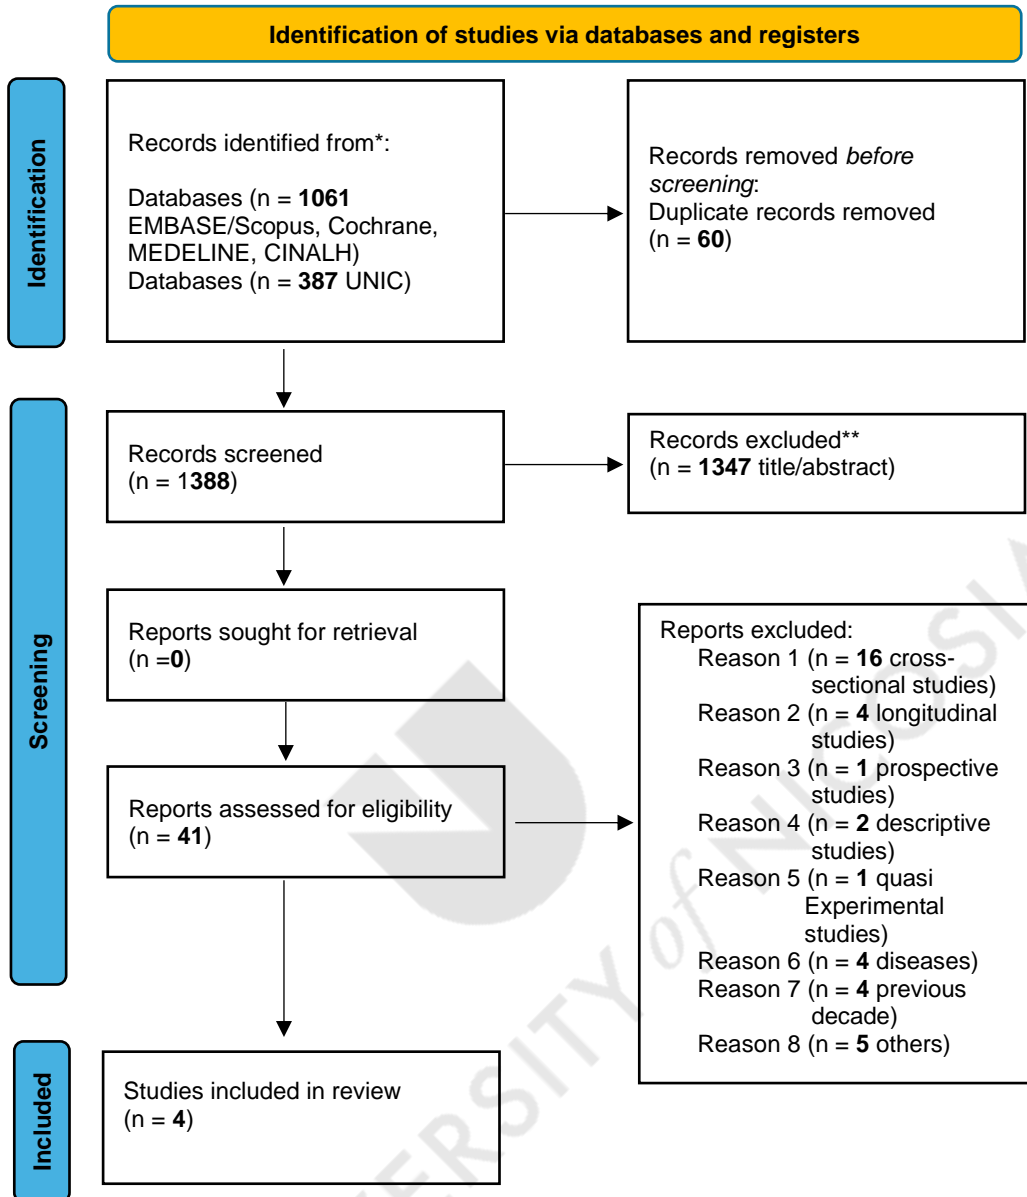 Identification of studies via databases and registers
Identification
Records identified from*:
Databases (n = 1061
EMBASE/Scopus, Cochrane,
MEDELINE, CINALH)
Databases (n = 387 UNIC)
Records removed before
screening:
Duplicate records removed
(n = 60)
Screening
Records screened
(n = 1388)
Records excluded**
(n = 1347 title/abstract)
Reports sought for retrieval
(n =0)
Reports assessed for eligibility
(n = 41)
Reports excluded:
Reason 1 (n = 16 cross-
sectional studies)
Reason 2 (n = 4 longitudinal
studies)
Reason 3 (n = 1 prospective
studies)
Reason 4 (n = 2 descriptive
studies)
Reason 5 (n = 1 quasi
Experimental
studies)
Reason 6 (n = 4 diseases)
Reason 7 (n = 4 previous
decade)
Reason 8 (n = 5 others)
Included
Studies included in review
(n = 4)
ERSITY of NICOSIA